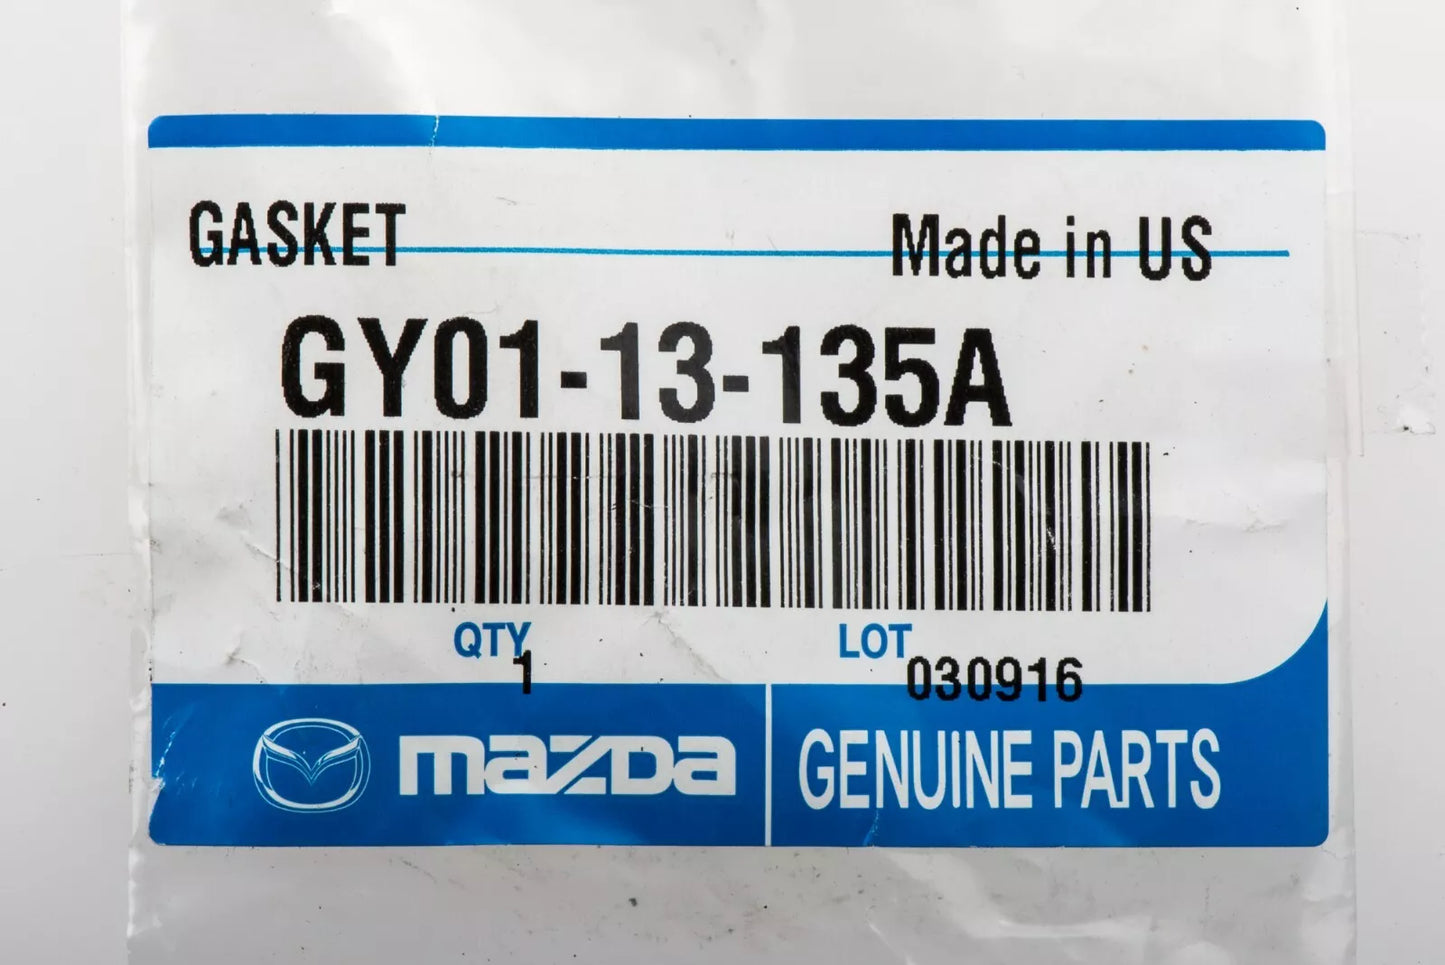 GASKET Made in US
GY01-13-135A
QTY LOT
1 030916
mazda GENUINE PARTS